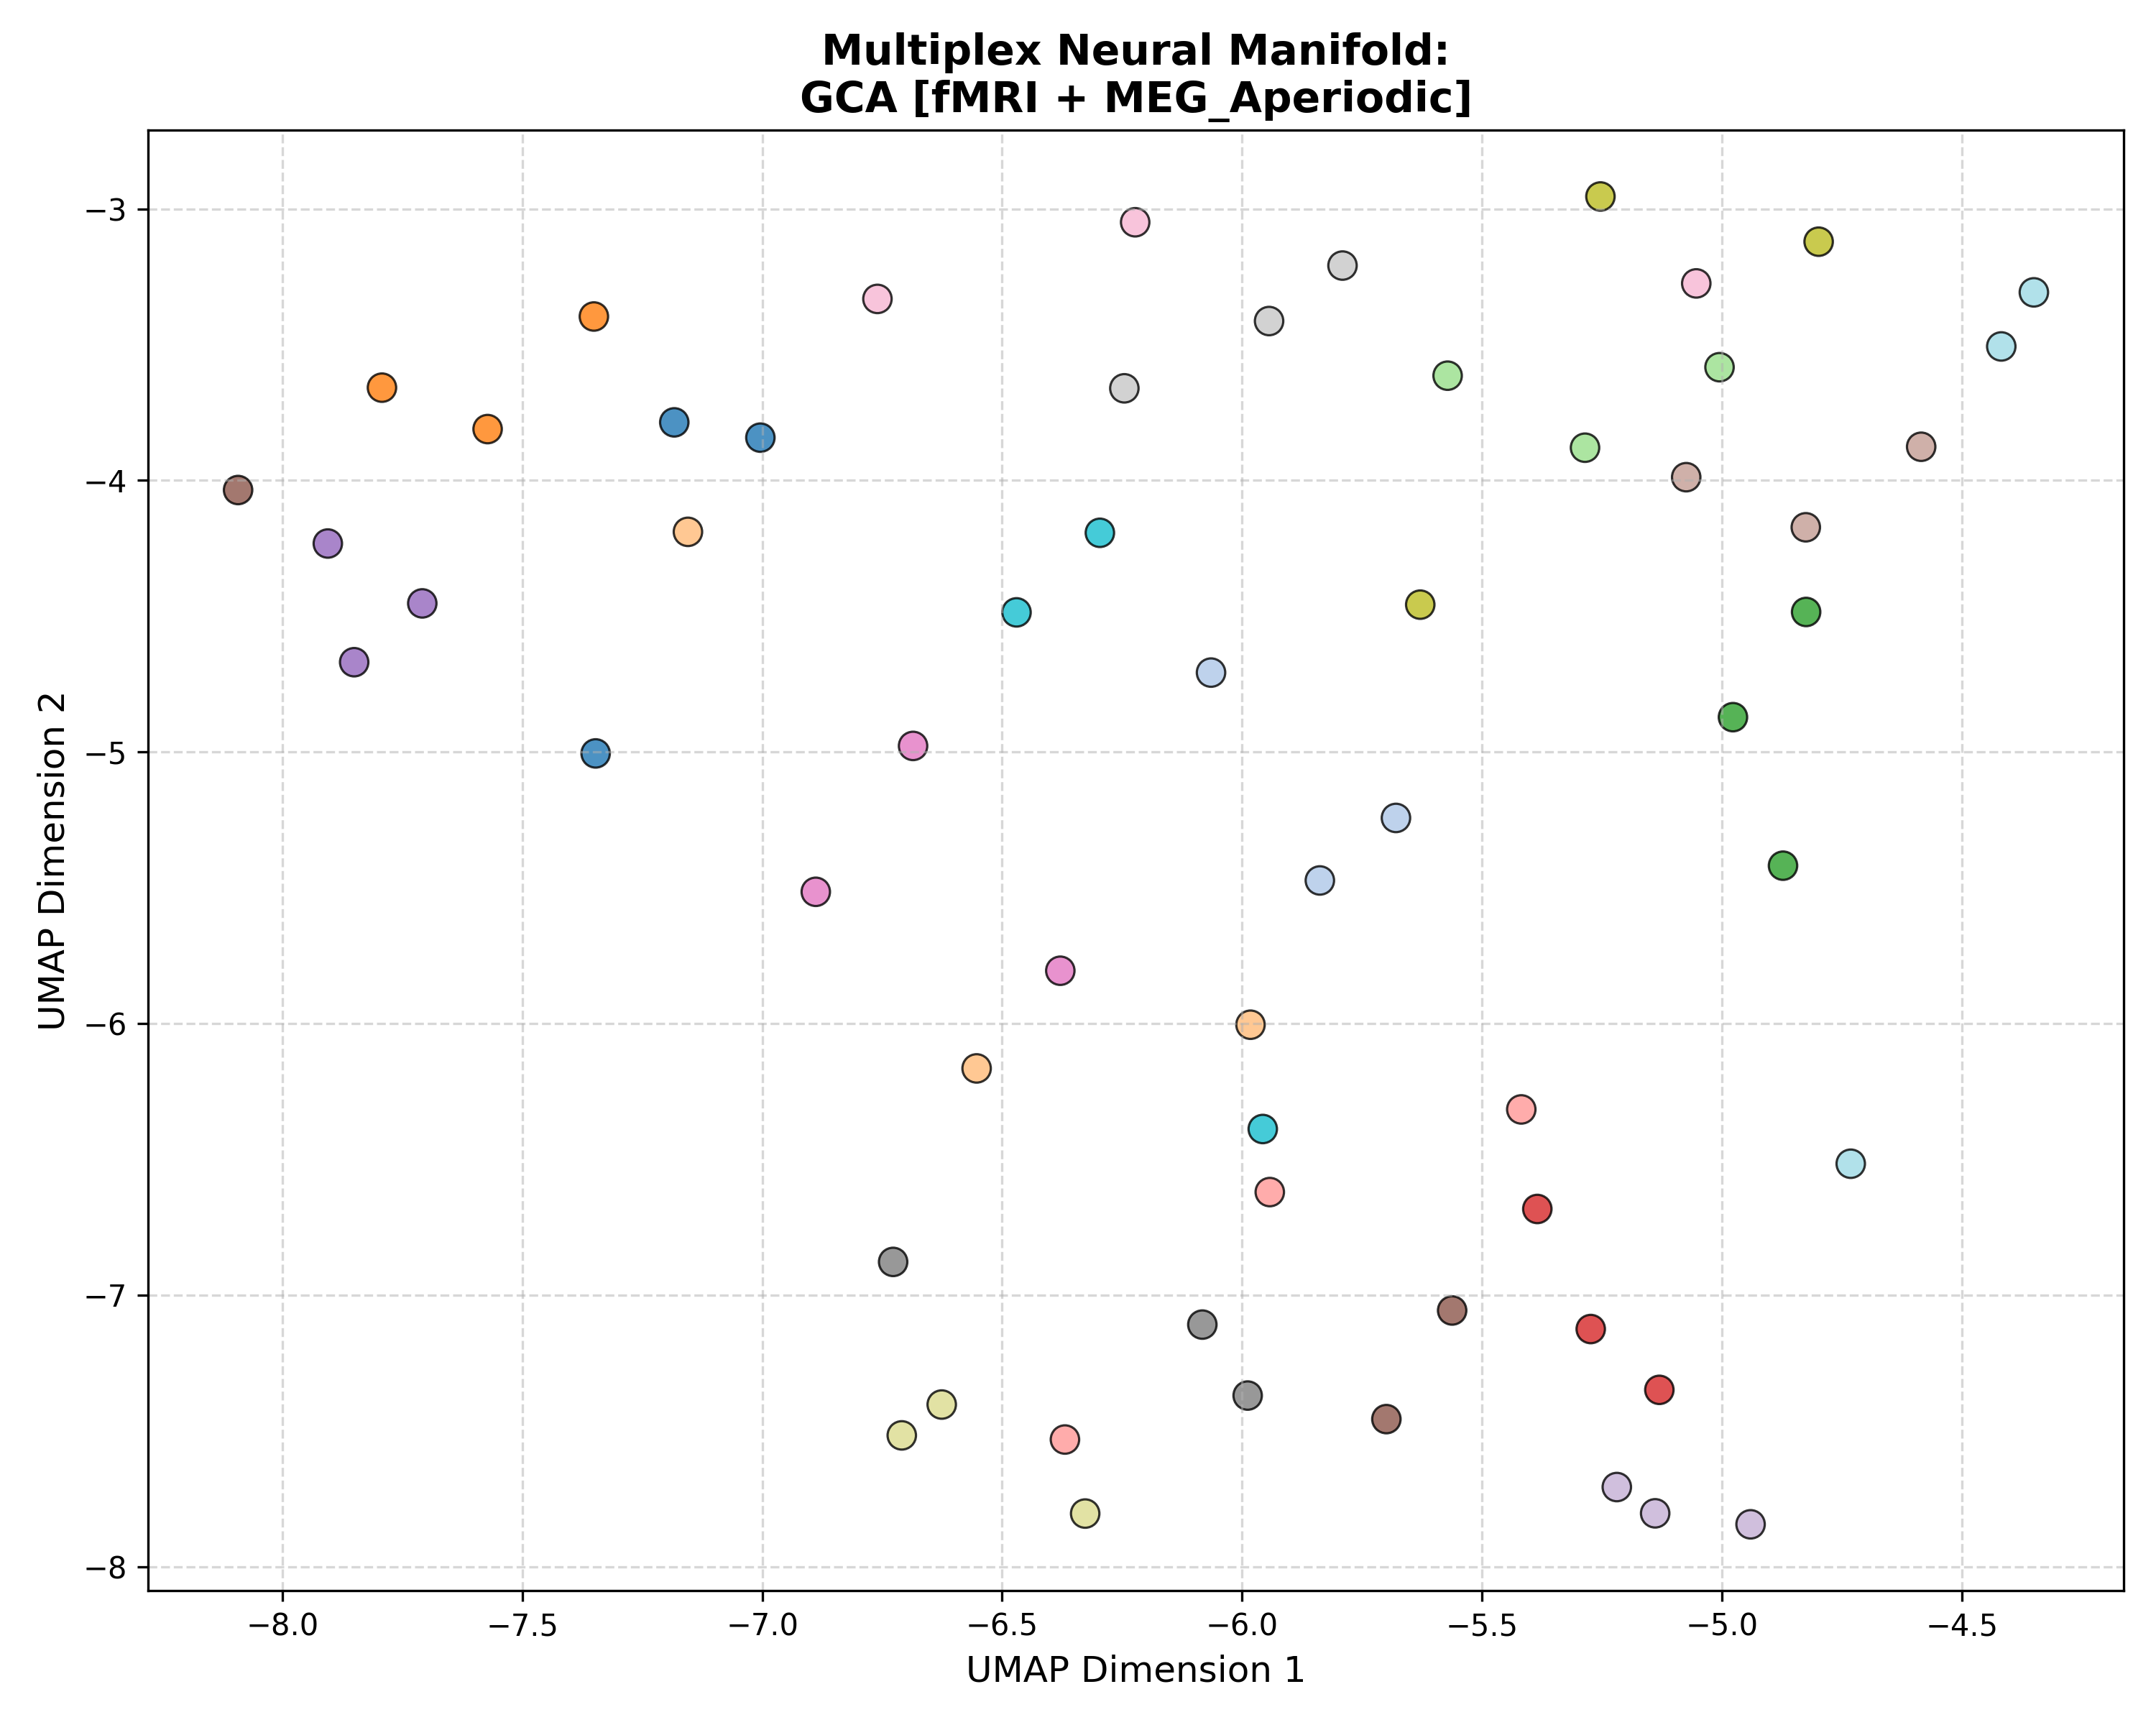 Multiplex Neural Manifold:
GCA [fMRI + MEG_Aperiodic]
UMAP Dimension 2
−3
−4
−5
−6
−7
−8
−8.0 −7.5 −7.0 −6.5 −6.0 −5.5 −5.0 −4.5
UMAP Dimension 1